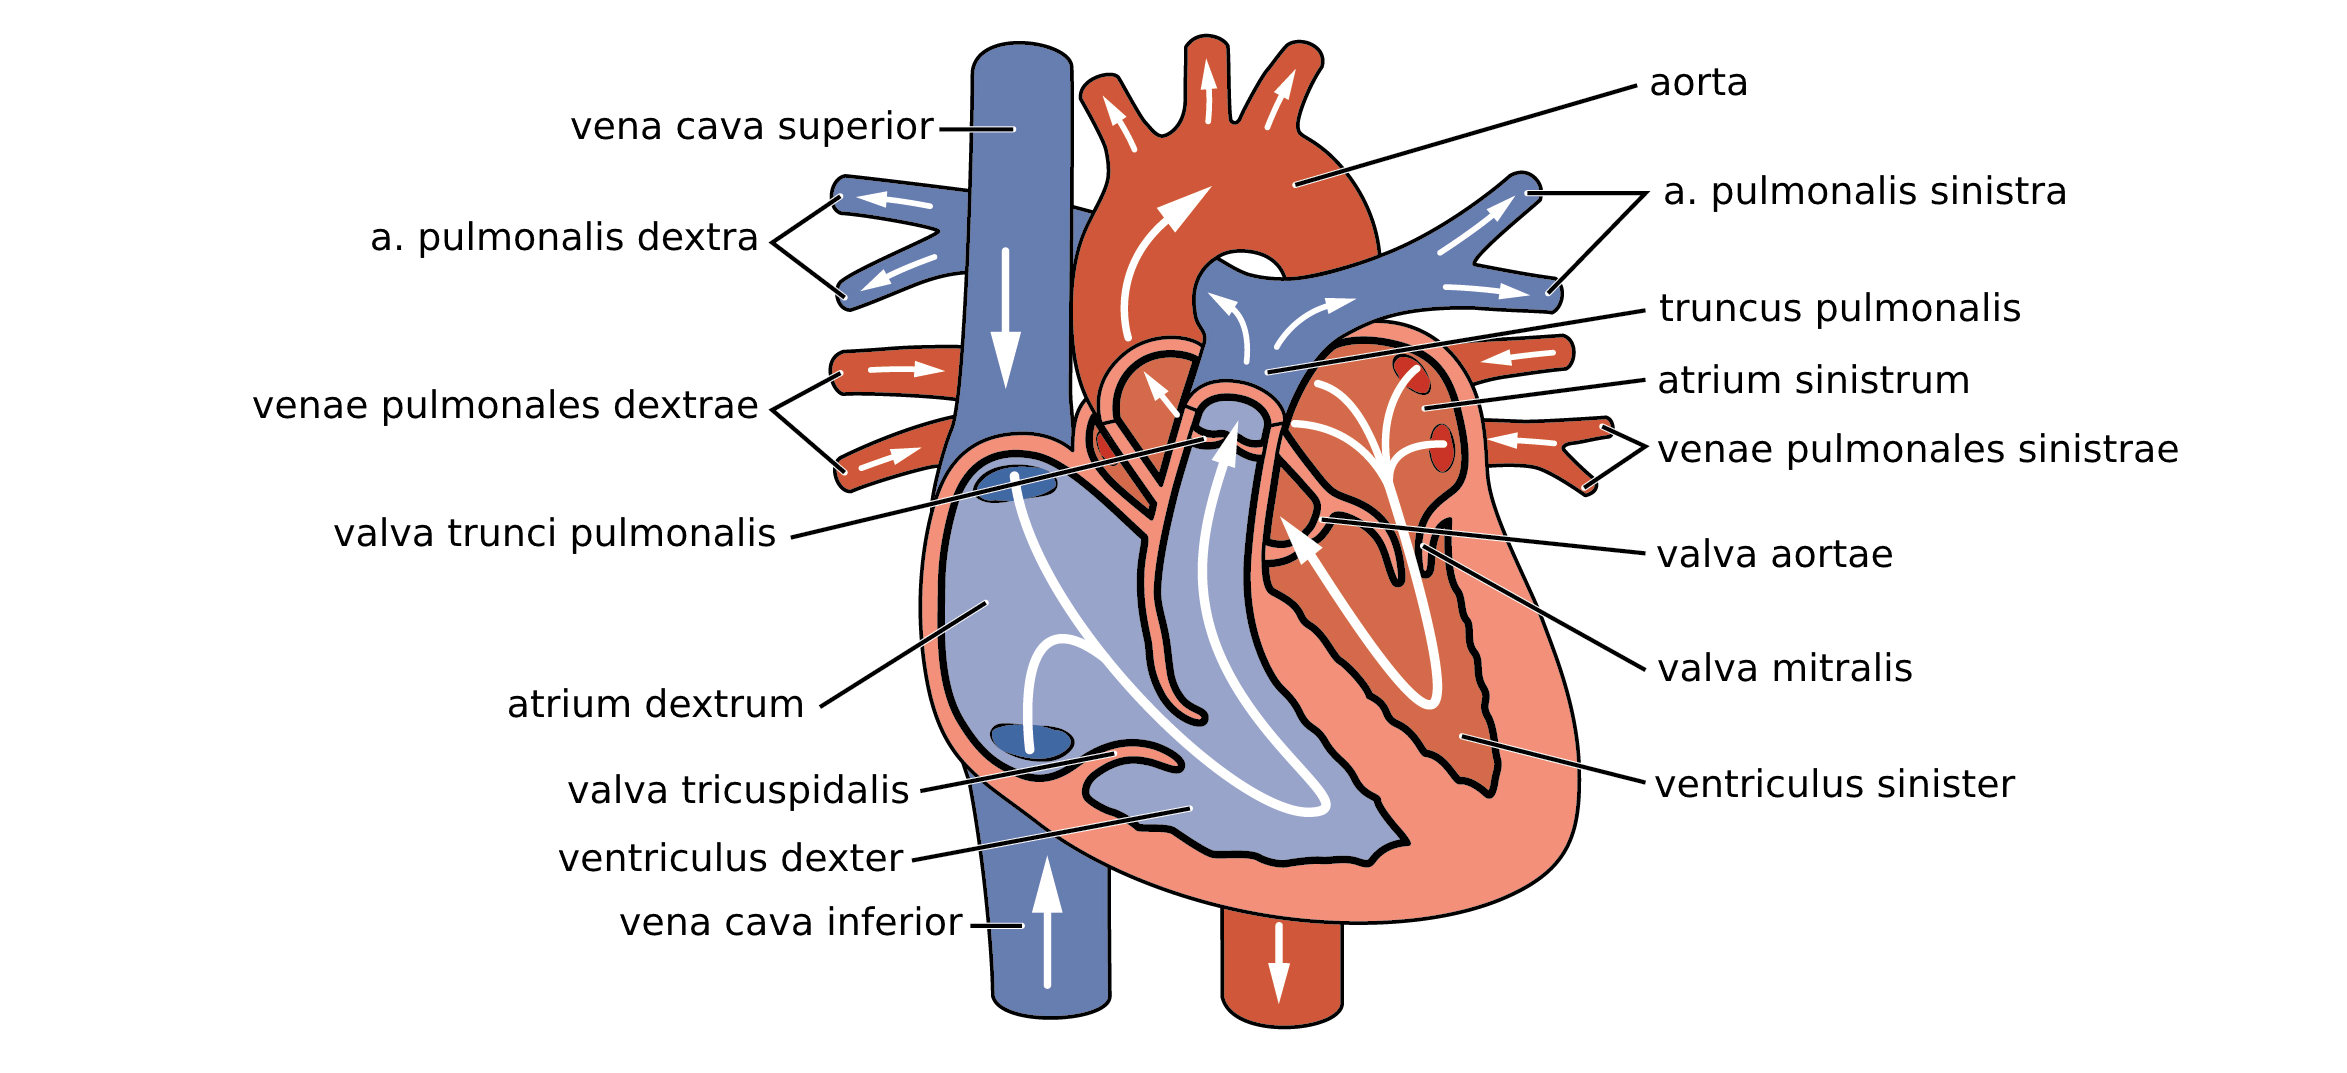 vena cava superior
a. pulmonalis dextra
venae pulmonales dextrae
valva trunci pulmonalis
atrium dextrum
valva tricuspidalis
ventriculus dexter
vena cava inferior
aorta
a. pulmonalis sinistra
truncus pulmonalis
atrium sinistrum
venae pulmonales sinistrae
valva aortae
valva mitralis
ventriculus sinister